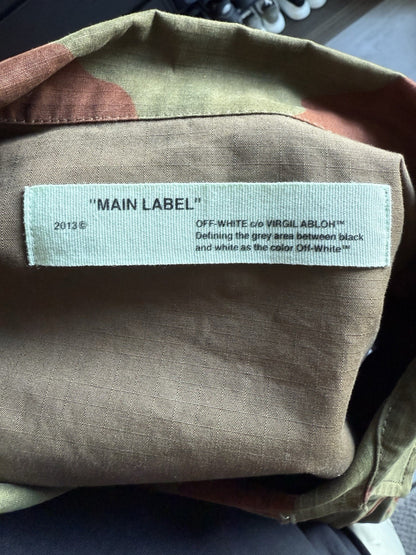 "MAIN LABEL"
2013©
OFF-WHITE c/o VIRGIL ABLOH™
Defining the grey area between black
and white as the color Off-White™